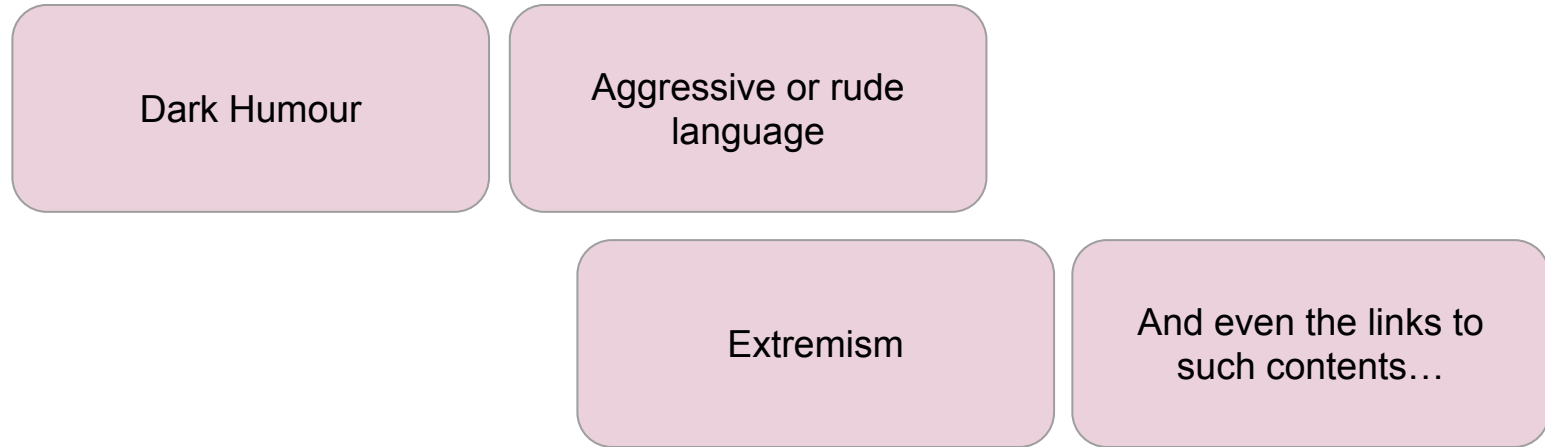 Dark Humour
Aggressive or rude
language
Extremism
And even the links to
such contents…